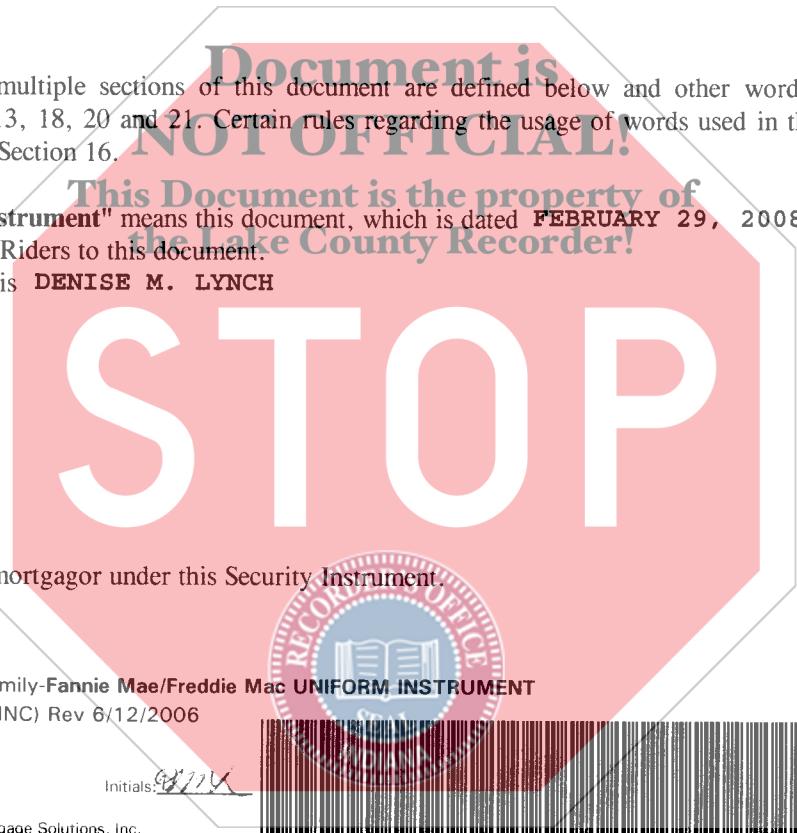 Document is
multiple sections of this document are defined below and other word
13, 18, 20 and 21. Certain rules regarding the usage of words used in th
NOT OFFICIAL!
Section 16.
This Document is the property of
strument" means this document, which is dated FEBRUARY 29, 2008
the Lake County Recorder!
Riders to this document.
is DENISE M. LYNCH
STOP
mortgagor under this Security Instrument.
RECORDER'S OFFICE
SEAL
INDIANA
mily-Fannie Mae/Freddie Mac UNIFORM INSTRUMENT
INC) Rev 6/12/2006
Initials:
gage Solutions, Inc.